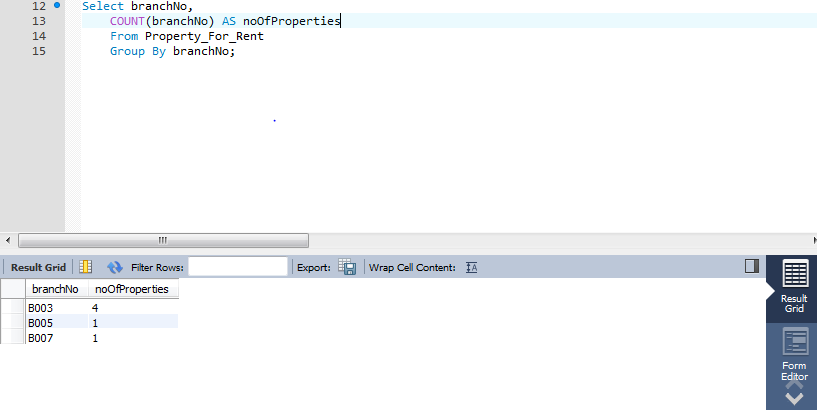 12 Select branchNo,
13 COUNT(branchNo) AS noOfProperties
14 From Property_For_Rent
15 Group By branchNo;
Result Grid Filter Rows: Export: Wrap Cell Content: IA
branchNo noOfProperties
B003 4
B005 1
B007 1
Result
Grid
Form
Editor